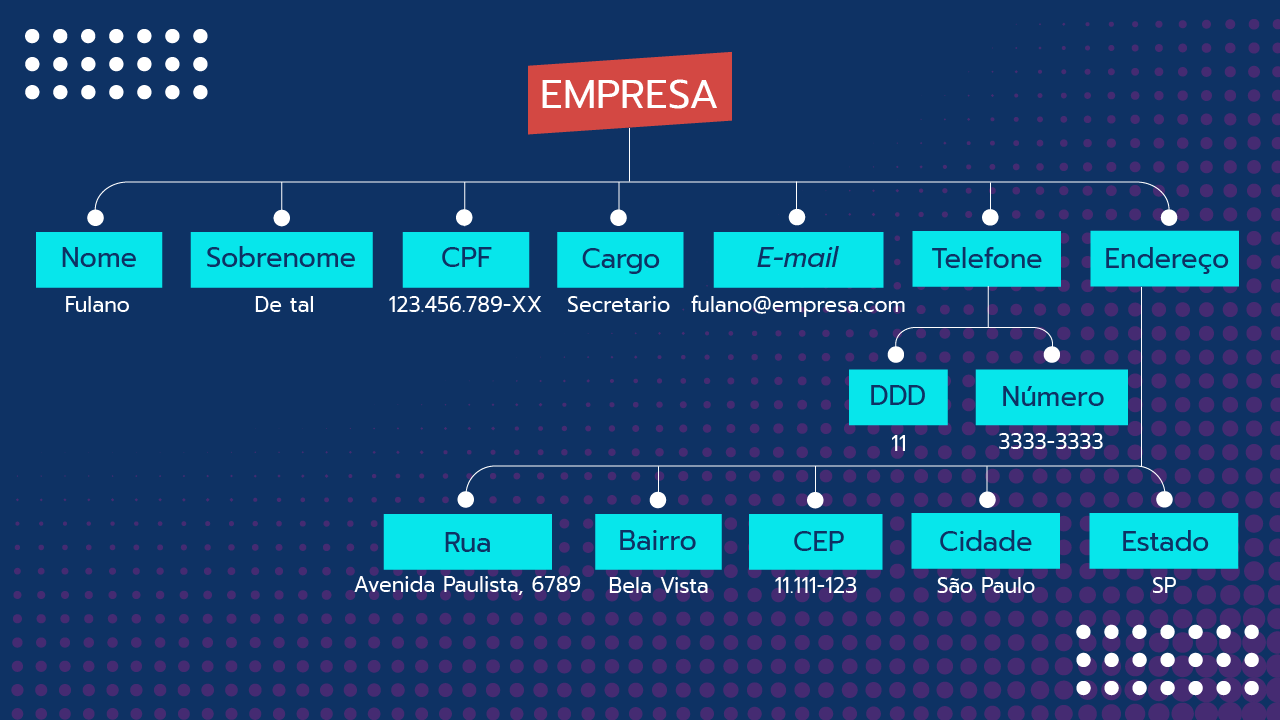 EMPRESA
Nome
Sobrenome
CPF
Cargo
E-mail
Telefone
Endereço
Fulano
De tal
123.456.789-XX
Secretario
fulano@empresa.com
DDD
Número
11
3333-3333
Rua
Bairro
CEP
Cidade
Estado
Avenida Paulista, 6789
Bela Vista
11.111-123
São Paulo
SP